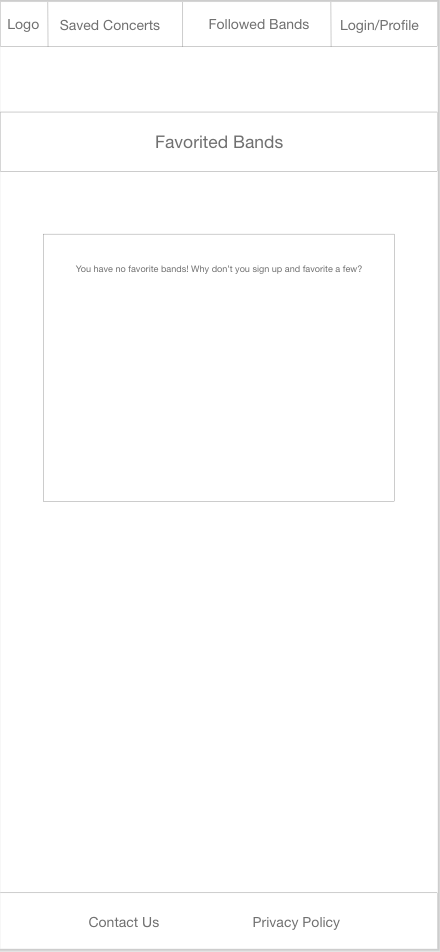 Logo
Saved Concerts
Followed Bands
Login/Profile
Favorited Bands
You have no favorite bands! Why don't you sign up and favorite a few?
Contact Us
Privacy Policy